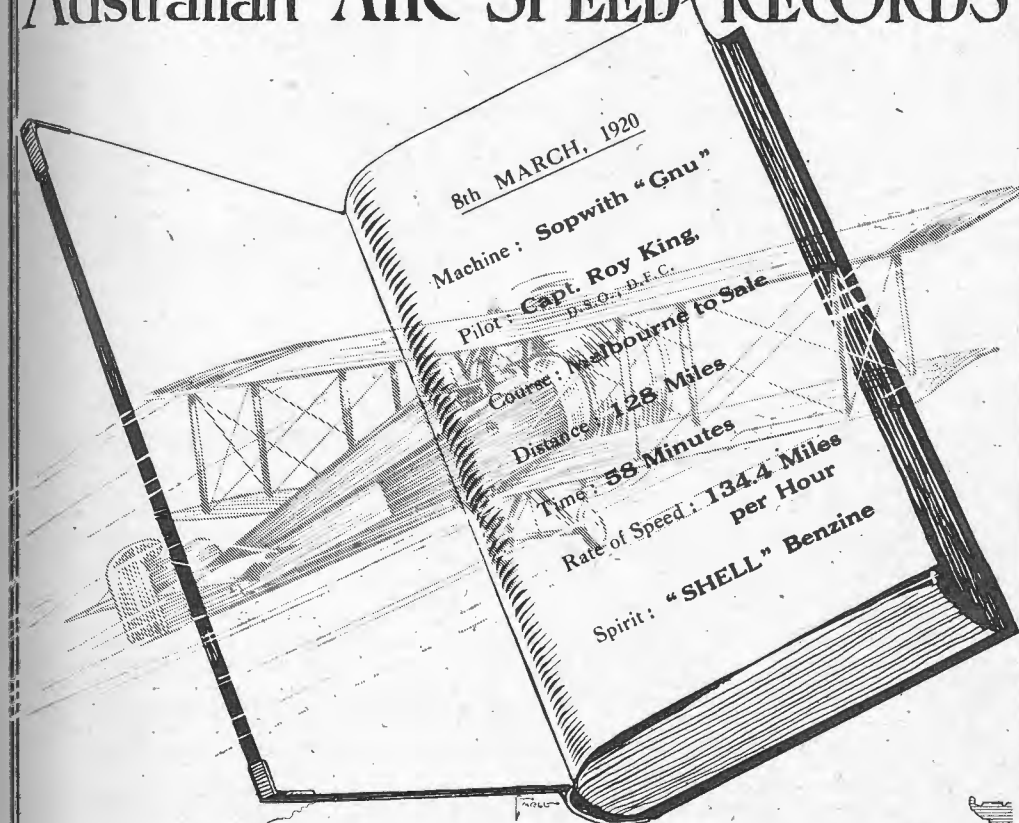 Australian AIR SPEED RECORDS
8th MARCH, 1920
Machine : Sopwith "Gnu"
Pilot : Capt. Roy King,
D.S.O., D.F.C.
Course : Melbourne to Sale
Distance : 128 Miles
Time : 58 Minutes
Rate of Speed : 134.4 Miles
per Hour
Spirit : "SHELL" Benzine